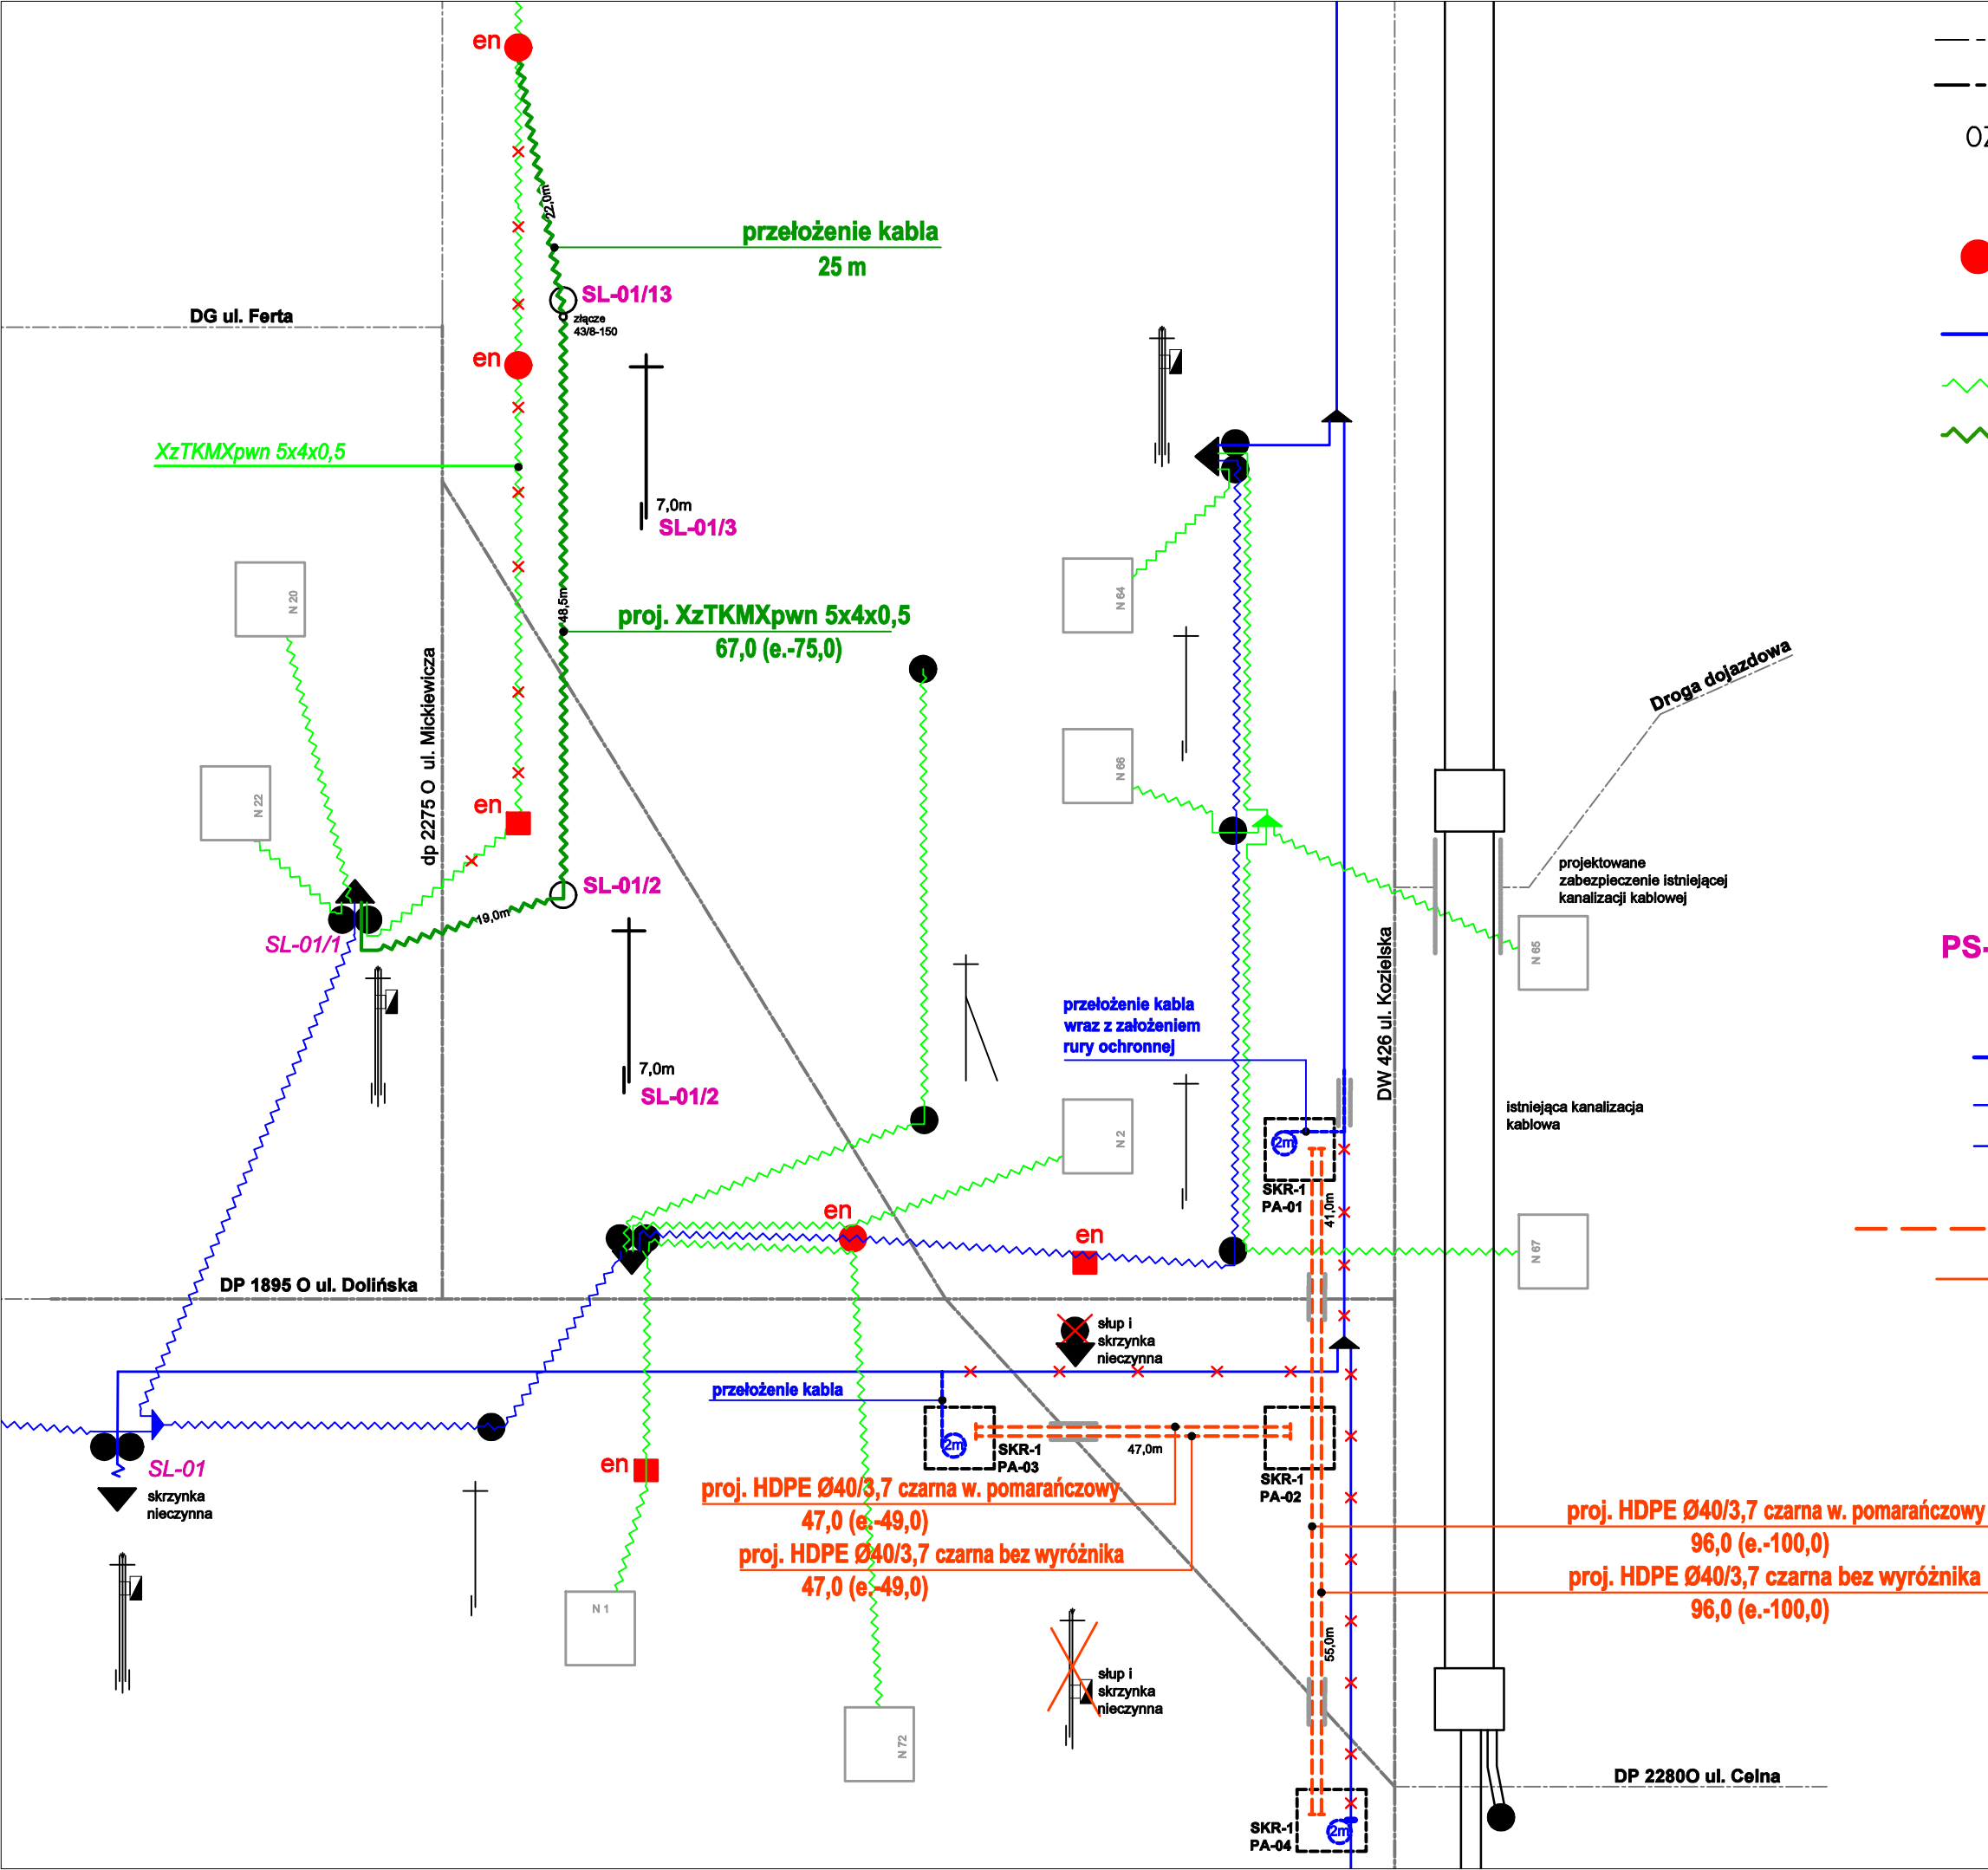 en
OZ
22,0m
przełożenie kabla
25 m
SL-01/13
złącze
43/8-150
DG ul. Ferta
en
XzTKMXpwn 5x4x0,5
7,0m
SL-01/3
N 20
N 64
48,5m
proj. XzTKMXpwn 5x4x0,5
67,0 (e.-75,0)
Droga dojazdowa
dp 2275 O ul. Mickiewicza
N 22
N 66
en
projektowane
zabezpieczenie istniejącej
kanalizacji kablowej
SL-01/2
19,0m
SL-01/1
N 65
PS-
DW 426 ul. Kozielska
przełożenie kabla
wraz z założeniem
rury ochronnej
7,0m
SL-01/2
istniejąca kanalizacja
kablowa
N 2
2m
SKR-1
PA-01
41,0m
en
en
N 67
DP 1895 O ul. Dolińska
słup i
skrzynka
nieczynna
przełożenie kabla
2m
SKR-1
PA-03
47,0m
SKR-1
PA-02
SL-01
skrzynka
nieczynna
en
proj. HDPE Ø40/3,7 czarna w. pomarańczowy
47,0 (e.-49,0)
proj. HDPE Ø40/3,7 czarna bez wyróżnika
47,0 (e.-49,0)
proj. HDPE Ø40/3,7 czarna w. pomarańczowy
96,0 (e.-100,0)
proj. HDPE Ø40/3,7 czarna bez wyróżnika
96,0 (e.-100,0)
N 1
55,0m
słup i
skrzynka
nieczynna
N 72
DP 2280O ul. Celna
SKR-1
PA-04
2m